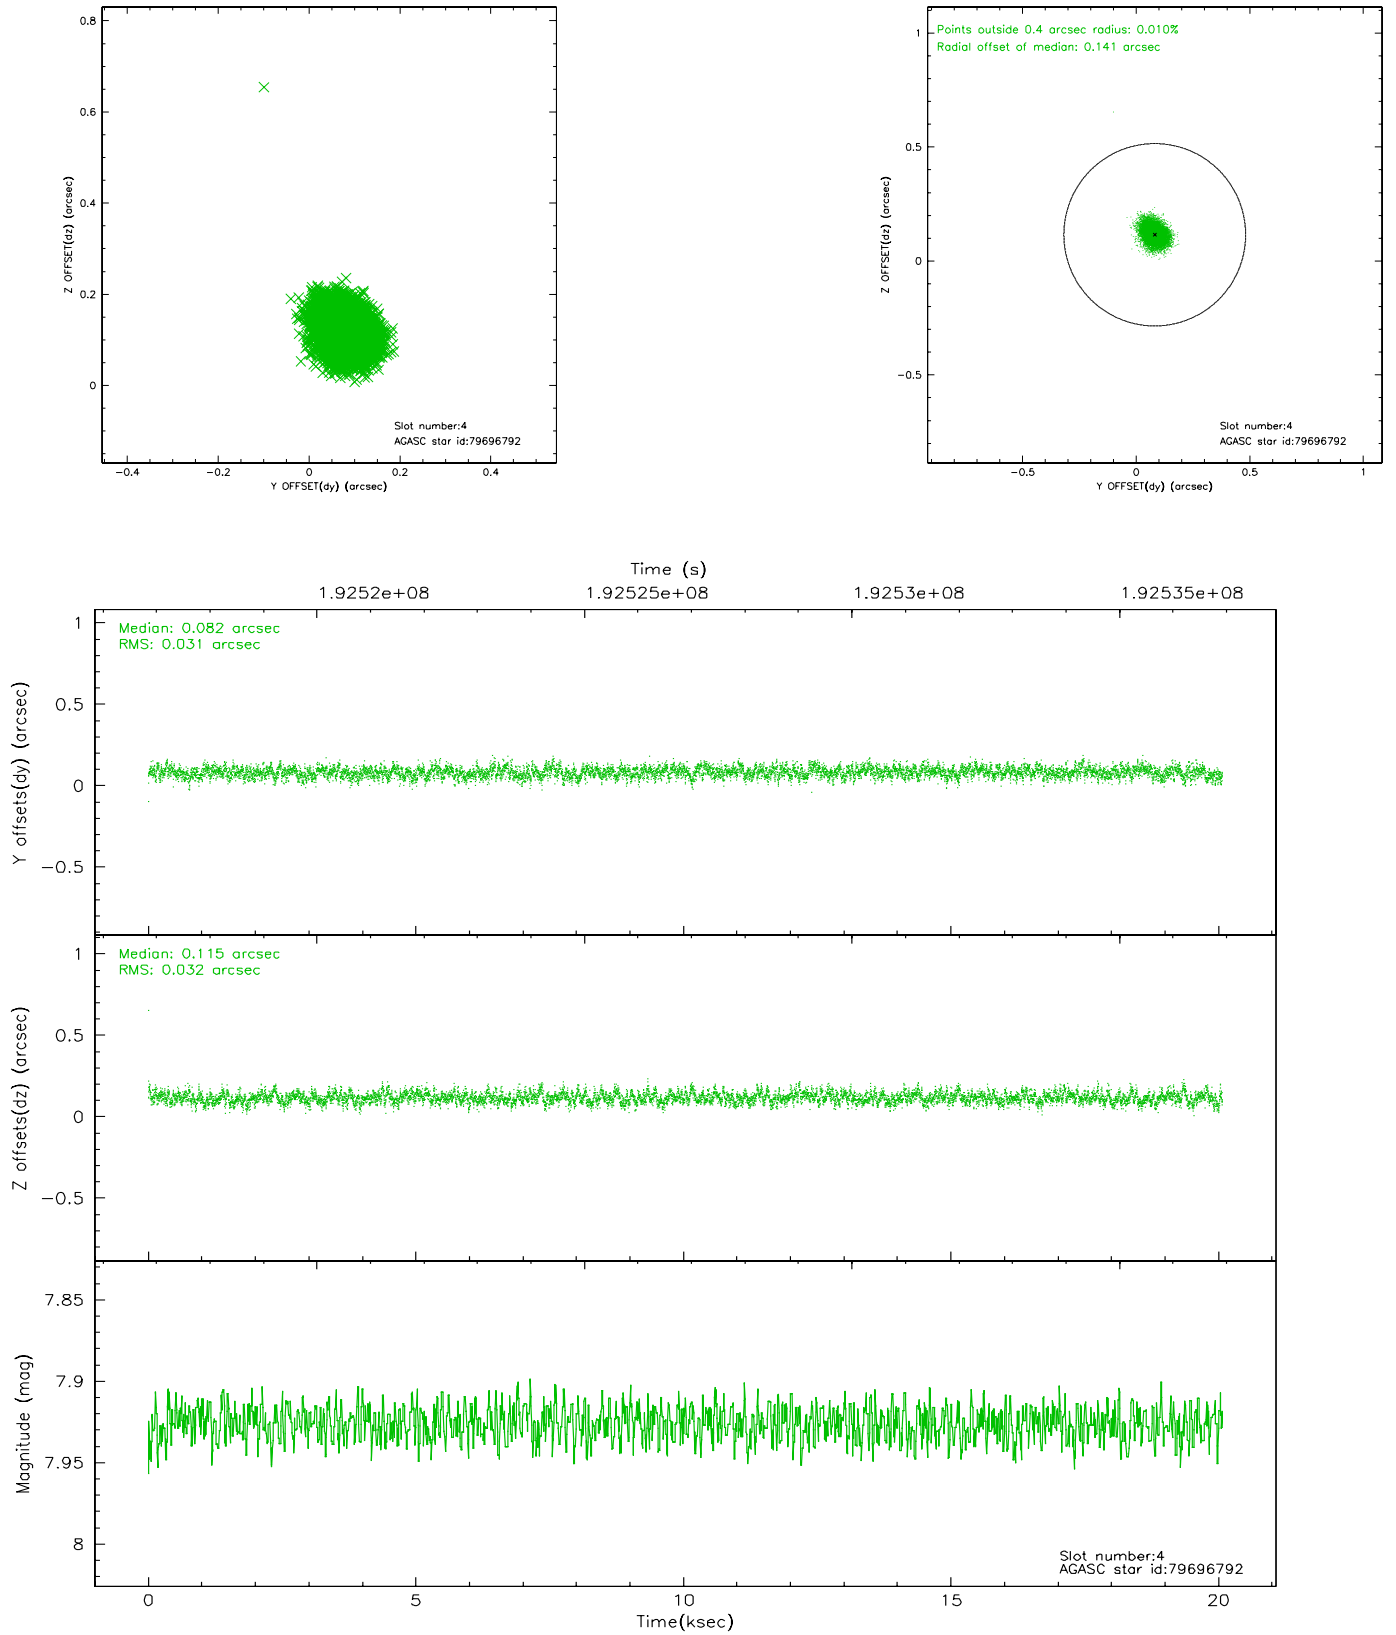 0.8
0.6
0.4
0.2
0
Z OFFSET(dz) (arcsec)
Slot number:4
AGASC star id:79696792
−0.4 −0.2 0 0.2 0.4
Y OFFSET(dy) (arcsec)
Points outside 0.4 arcsec radius: 0.010%
Radial offset of median: 0.141 arcsec
1
0.5
0
−0.5
Z OFFSET(dz) (arcsec)
Slot number:4
AGASC star id:79696792
−0.5 0 0.5 1
Y OFFSET(dy) (arcsec)
Time (s)
1.9252e+08 1.92525e+08 1.9253e+08 1.92535e+08
Median: 0.082 arcsec
RMS: 0.031 arcsec
1
0.5
0
−0.5
Y offsets(dy) (arcsec)
Median: 0.115 arcsec
RMS: 0.032 arcsec
1
0.5
0
−0.5
Z offsets(dz) (arcsec)
7.85
7.9
7.95
8
Magnitude (mag)
Slot number:4
AGASC star id:79696792
0 5 10 15 20
Time(ksec)